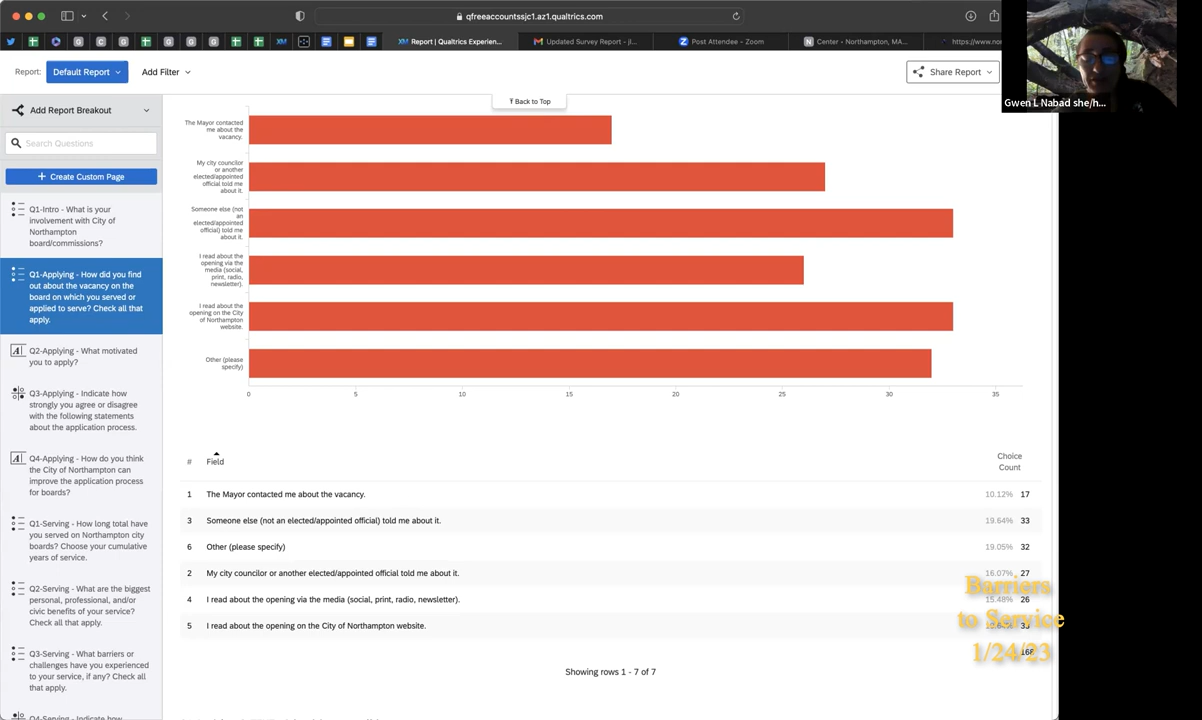 qfreeaccountssjc1.az1.qualtrics.com
Report | Qualtrics Experien...
Updated Survey Report - jl...
Post Attendee - Zoom
Center - Northampton, MA...
https://www.no
Gwen L Nabad she/h...
Report: Default Report
Add Filter
Share Report
Add Report Breakout
Search Questions
+ Create Custom Page
Q1-Intro - What is your
involvement with City of
Northampton
board/commissions?
Q1-Applying - How did you find
out about the vacancy on the
board on which you served or
applied to serve? Check all that
apply.
Q2-Applying - What motivated
you to apply?
Q3-Applying - Indicate how
strongly you agree or disagree
with the following statements
about the application process.
Q4-Applying - How do you think
the City of Northampton can
improve the application process
for boards?
Q1-Serving - How long total have
you served on Northampton city
boards? Choose your cumulative
years of service.
Q2-Serving - What are the biggest
personal, professional, and/or
civic benefits of your service?
Check all that apply.
Q3-Serving - What barriers or
challenges have you experienced
to your service, if any? Check all
that apply.
Q4-Serving - Indicate how
Back to Top
The Mayor contacted
me about the
vacancy.
My city councilor
or another
elected/appointed
official told me
about it.
Someone else (not
an
elected/appointed
official) told me
about it.
I read about the
opening via the
media (social,
print, radio,
newsletter).
I read about the
opening on the City
of Northampton
website.
Other (please
specify)
0 5 10 15 20 25 30 35
# Field Choice
Count
1 The Mayor contacted me about the vacancy. 10.12% 17
3 Someone else (not an elected/appointed official) told me about it. 19.64% 33
6 Other (please specify) 19.05% 32
2 My city councilor or another elected/appointed official told me about it. 16.07% 27
4 I read about the opening via the media (social, print, radio, newsletter). 15.48% 26
5 I read about the opening on the City of Northampton website. 33
168
Showing rows 1 - 7 of 7
Barriers
to Service
1/24/23